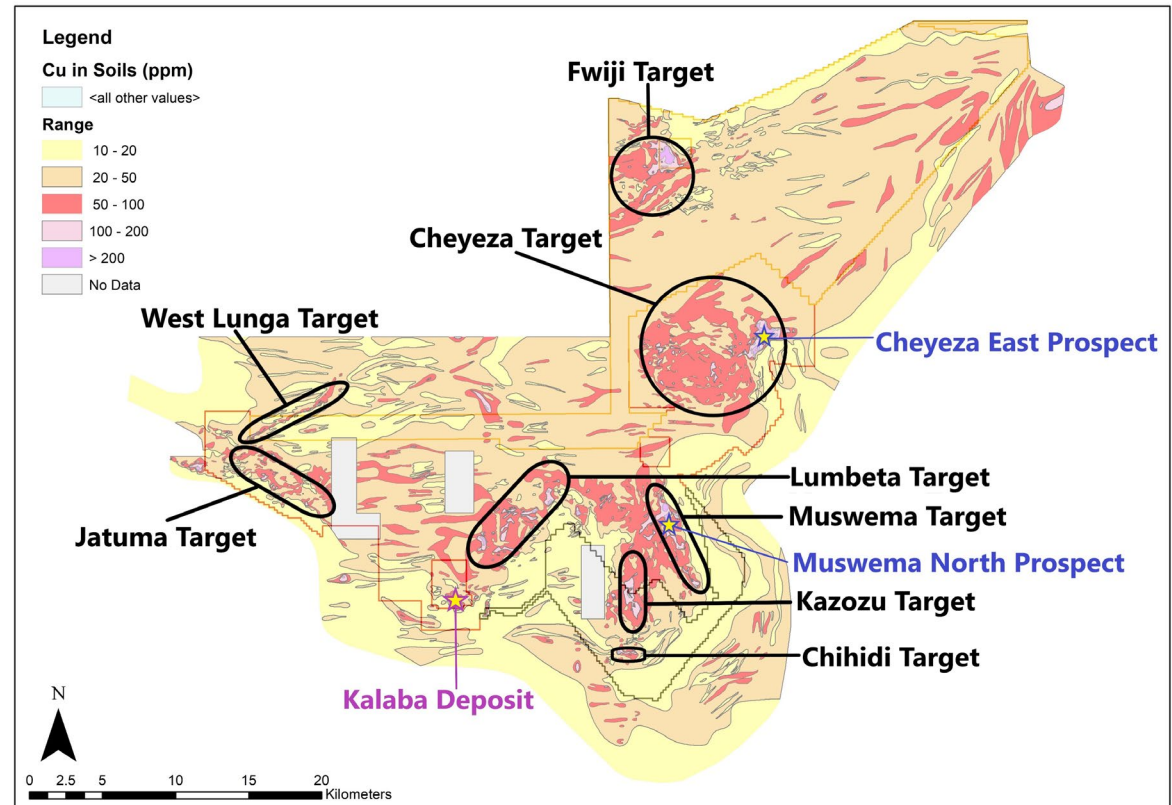 Legend
Cu in Soils (ppm)
<all other values>
Range
10 - 20
20 - 50
50 - 100
100 - 200
> 200
No Data
Fwiji Target
Cheyeza Target
West Lunga Target
Cheyeza East Prospect
Lumbeta Target
Muswema Target
Jatuma Target
Muswema North Prospect
Kazozu Target
Chihidi Target
Kalaba Deposit
N
0 2.5 5 10 15 20
Kilometers